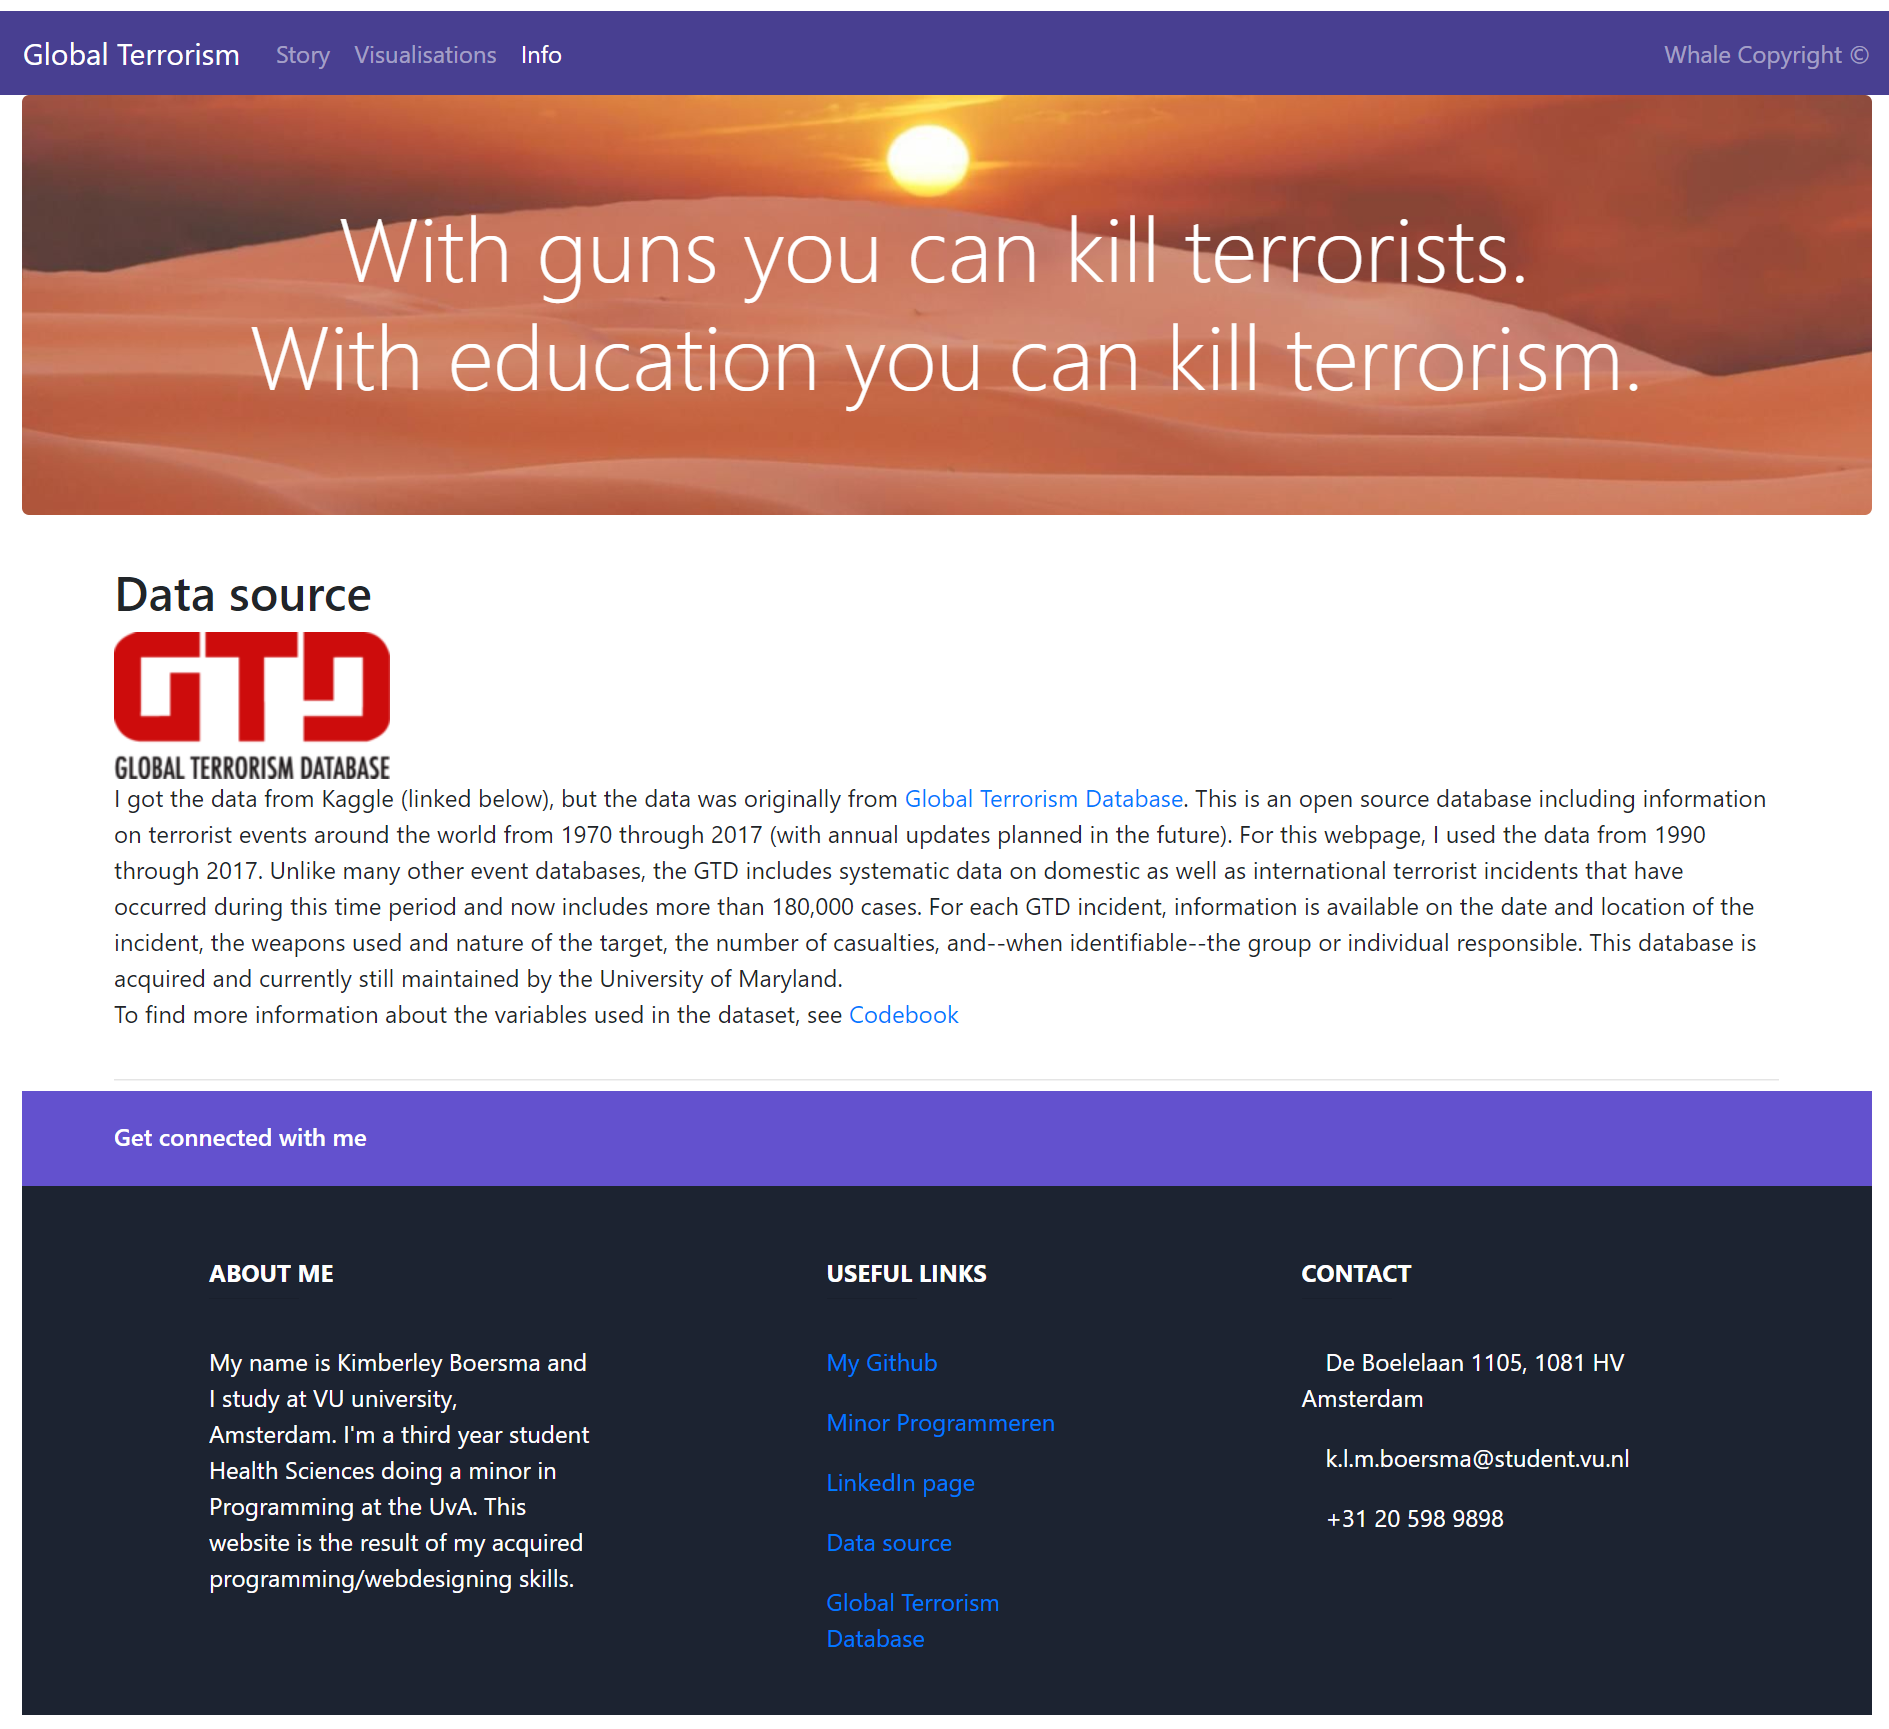 Global Terrorism Story Visualisations Info Whale Copyright ©
With guns you can kill terrorists.
With education you can kill terrorism.
Data source
GTD
GLOBAL TERRORISM DATABASE
I got the data from Kaggle (linked below), but the data was originally from Global Terrorism Database. This is an open source database including information
on terrorist events around the world from 1970 through 2017 (with annual updates planned in the future). For this webpage, I used the data from 1990
through 2017. Unlike many other event databases, the GTD includes systematic data on domestic as well as international terrorist incidents that have
occurred during this time period and now includes more than 180,000 cases. For each GTD incident, information is available on the date and location of the
incident, the weapons used and nature of the target, the number of casualties, and--when identifiable--the group or individual responsible. This database is
acquired and currently still maintained by the University of Maryland.
To find more information about the variables used in the dataset, see Codebook
Get connected with me
ABOUT ME
My name is Kimberley Boersma and
I study at VU university,
Amsterdam. I'm a third year student
Health Sciences doing a minor in
Programming at the UvA. This
website is the result of my acquired
programming/webdesigning skills.
USEFUL LINKS
My Github
Minor Programmeren
LinkedIn page
Data source
Global Terrorism
Database
CONTACT
De Boelelaan 1105, 1081 HV
Amsterdam
k.l.m.boersma@student.vu.nl
+31 20 598 9898